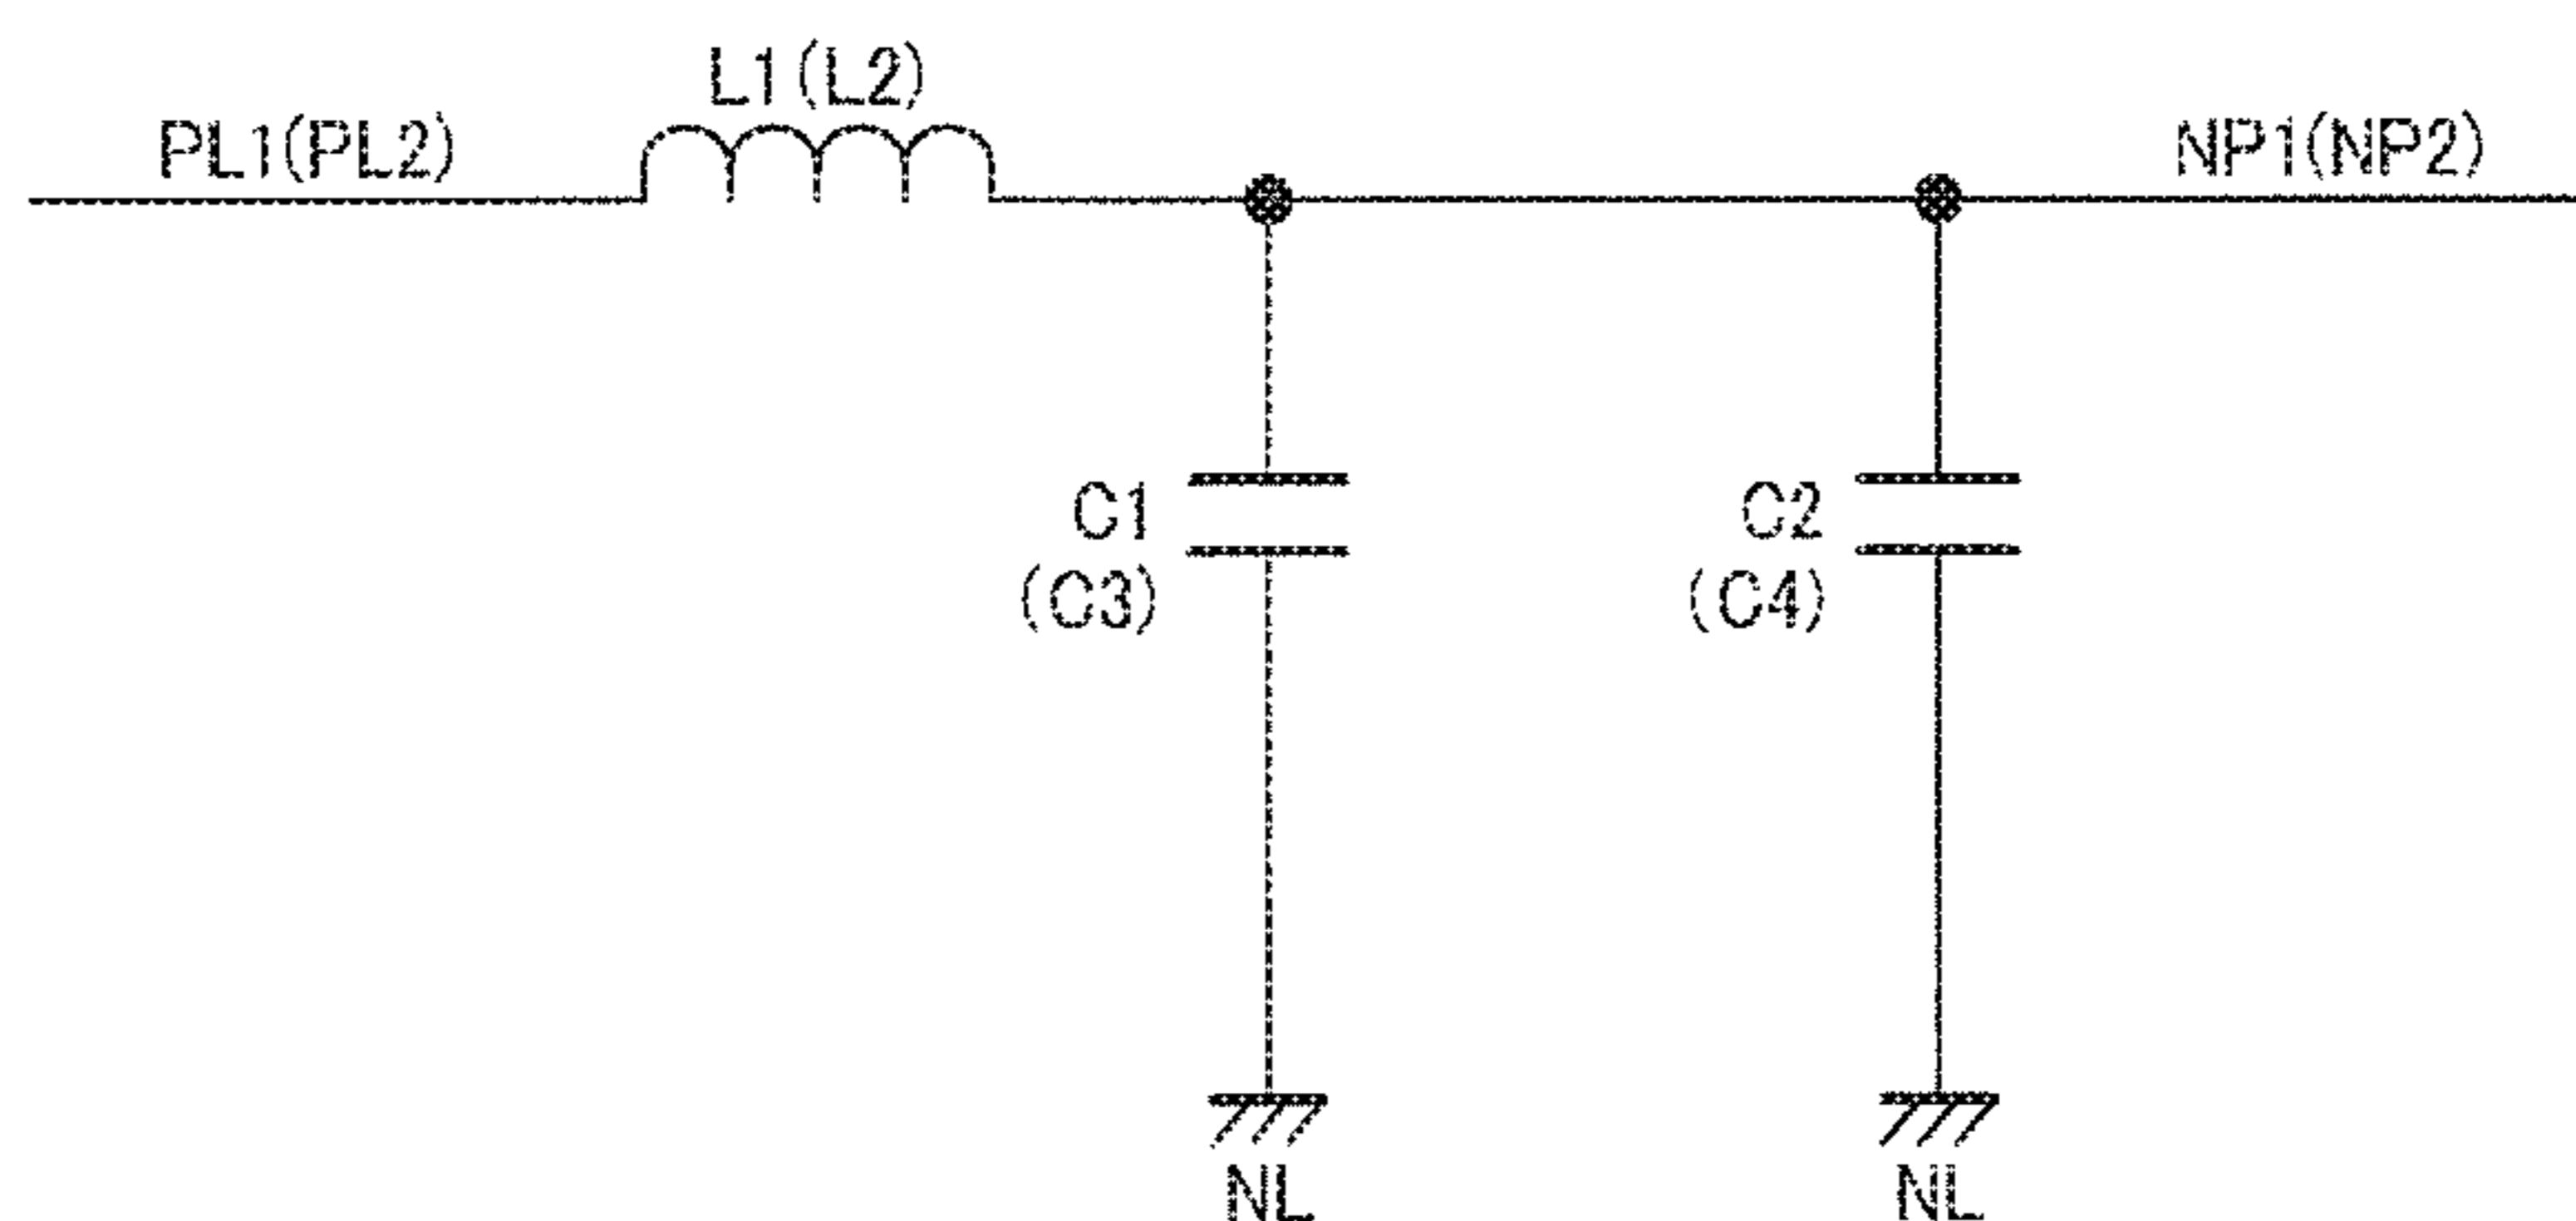 L1(L2)
PL1(PL2)
NP1(NP2)
C1
(C3)
C2
(C4)
NL
NL